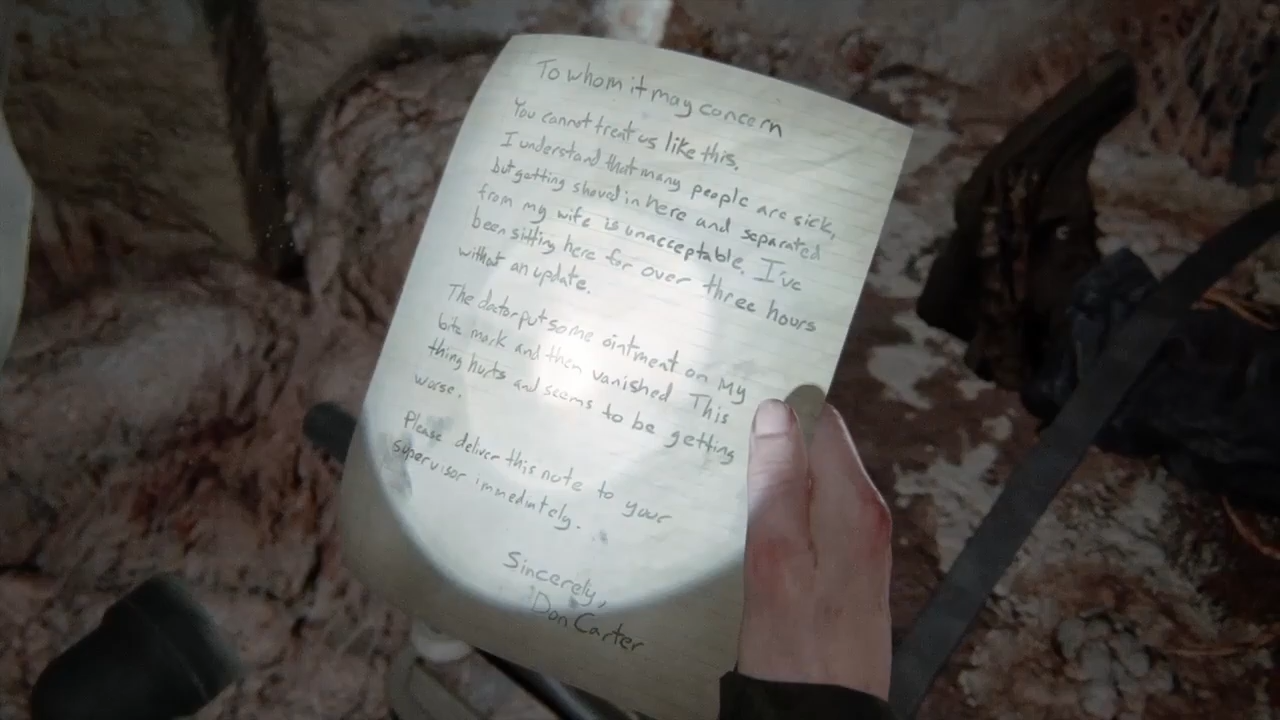 To whom it may concern
You cannot treat us like this.
I understand that many people are sick,
but getting shoved in here and separated
from my wife is unacceptable. I've
been sitting here for over three hours
without an update.
The doctor put some ointment on My
bite mark and then vanished This
thing hurts and seems to be getting
worse.
Please deliver this note to your
supervisor immediately.
Sincerely,
Don Carter